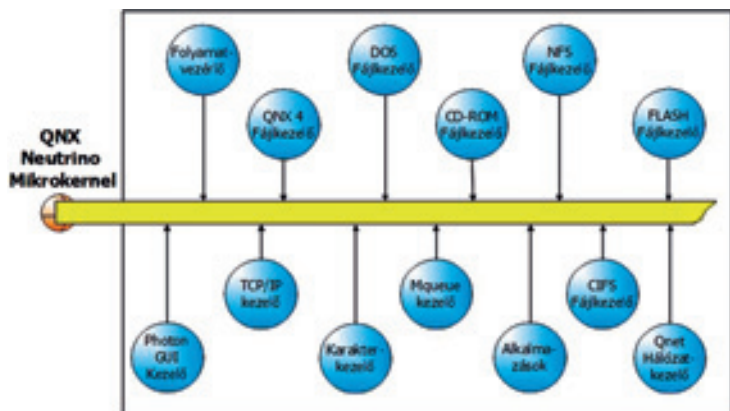 Folyamat-
vezérlő
DOS
Fájlkezelő
NFS
Fájlkezelő
QNX 4
Fájlkezelő
CD-ROM
Fájlkezelő
FLASH
Fájlkezelő
QNX
Neutrino
Mikrokernel
TCP/IP
kezelő
Mqueue
kezelő
CIFS
Fájlkezelő
Photon
GUI
Kezelő
Karakter-
kezelő
Alkalma-
zások
Qnet
Hálózat-
kezelő